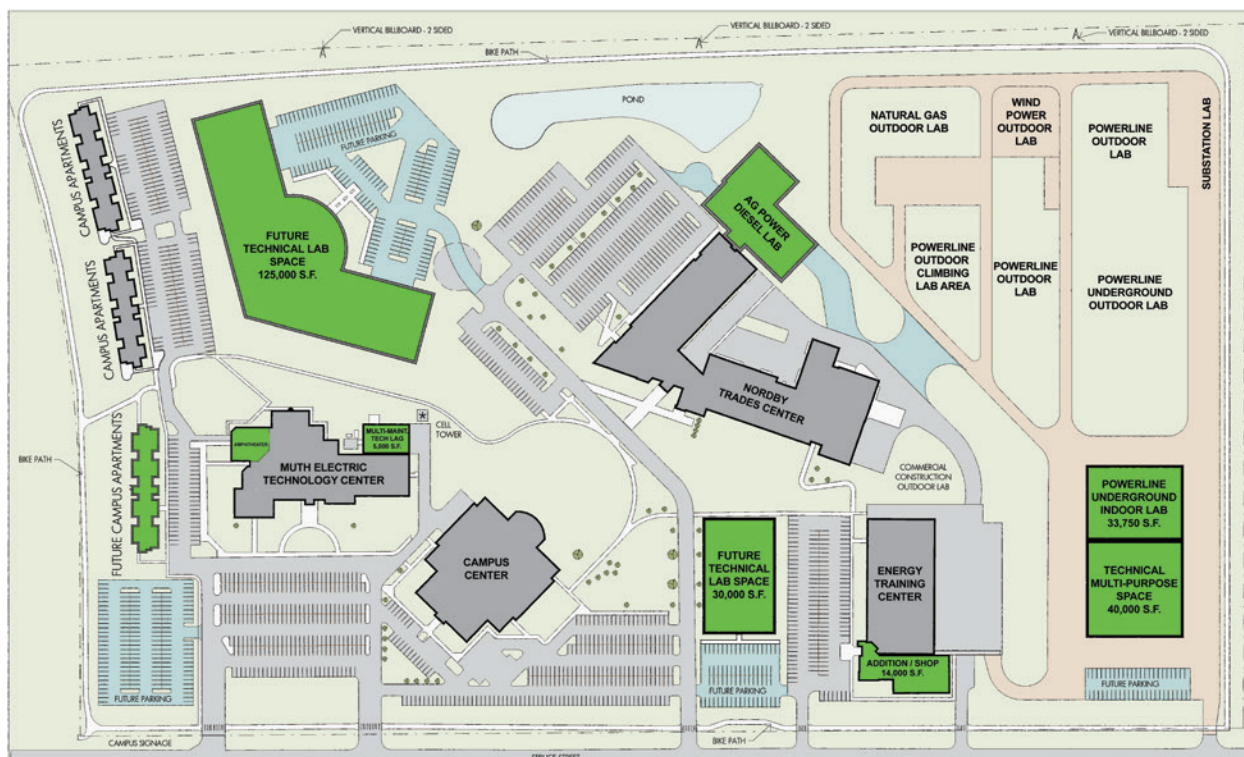 VERTICAL BILLBOARD - 2 SIDED
VERTICAL BILLBOARD - 2 SIDED
VERTICAL BILLBOARD - 2 SIDED
BIKE PATH
POND
NATURAL GAS
OUTDOOR LAB
WIND
POWER
OUTDOOR
LAB
POWERLINE
OUTDOOR
LAB
SUBSTATION LAB
CAMPUS APARTMENTS
FUTURE PARKING
AG POWER
DIESEL LAB
FUTURE
TECHNICAL LAB
SPACE
125,000 S.F.
POWERLINE
OUTDOOR
CLIMBING
LAB AREA
POWERLINE
OUTDOOR
LAB
POWERLINE
UNDERGROUND
OUTDOOR LAB
CAMPUS APARTMENTS
NORDBY
TRADES CENTER
FUTURE CAMPUS APARTMENTS
BIKE PATH
AMPHITHEATER
MULTI-MAINT.
TECH LAG
5,000 S.F.
CELL
TOWER
MUTH ELECTRIC
TECHNOLOGY CENTER
COMMERCIAL
CONSTRUCTION
OUTDOOR LAB
POWERLINE
UNDERGROUND
INDOOR LAB
33,750 S.F.
CAMPUS
CENTER
FUTURE
TECHNICAL
LAB SPACE
30,000 S.F.
ENERGY
TRAINING
CENTER
TECHNICAL
MULTI-PURPOSE
SPACE
40,000 S.F.
ADDITION / SHOP
14,000 S.F.
FUTURE PARKING
FUTURE PARKING
FUTURE PARKING
CAMPUS SIGNAGE
BIKE PATH
SPRUCE STREET